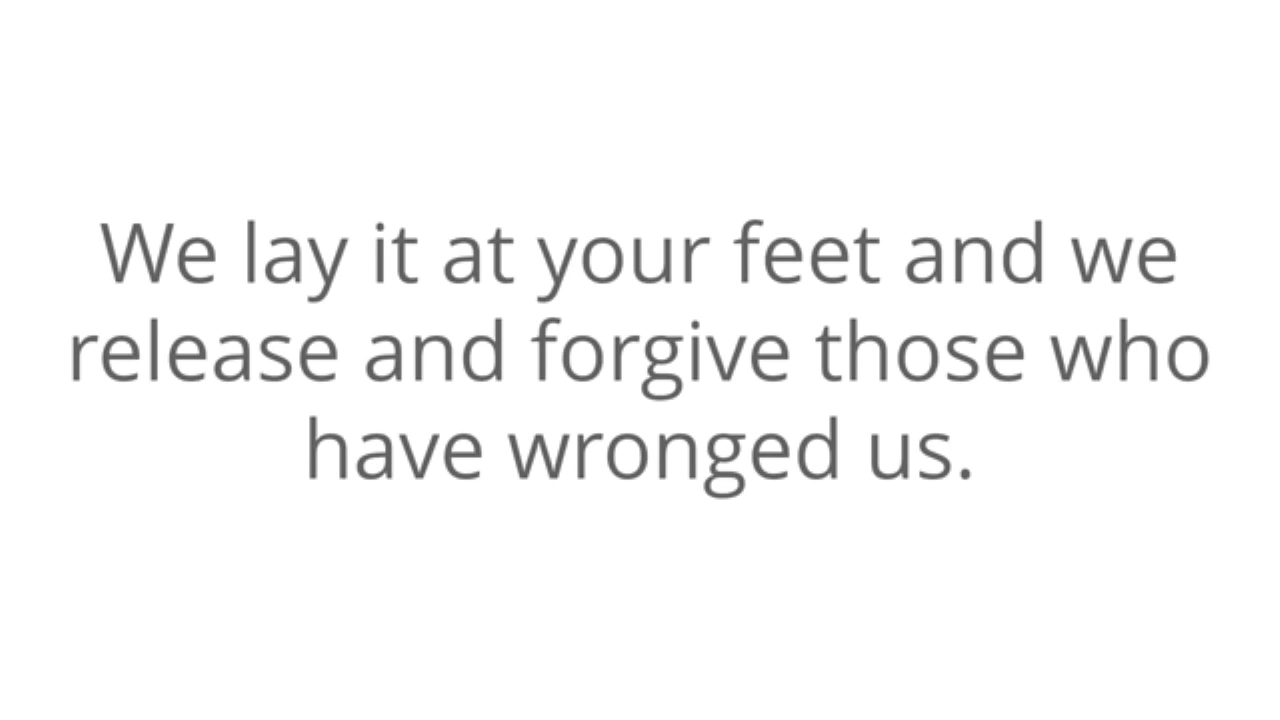 We lay it at your feet and we
release and forgive those who
have wronged us.